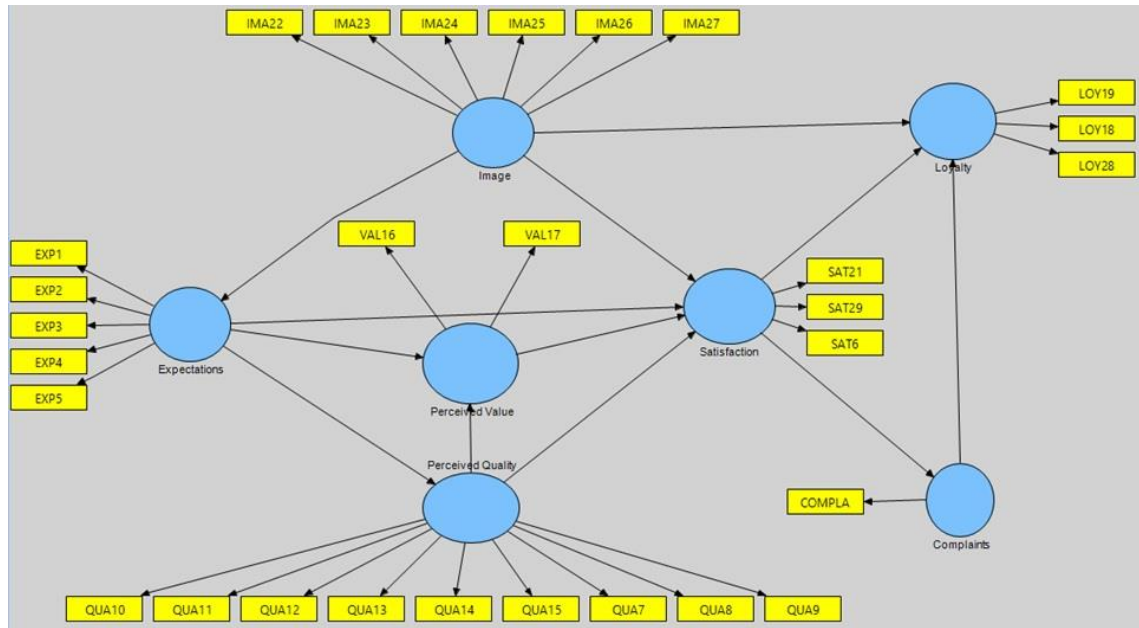 IMA22 IMA23 IMA24 IMA25 IMA26 IMA27
LOY19
LOY18
LOY28
Image
Loyalty
VAL16 VAL17
EXP1
EXP2
EXP3
EXP4
EXP5
SAT21
SAT29
SAT6
Expectations
Satisfaction
Perceived Value
Perceived Quality
COMPLA
Complaints
QUA10 QUA11 QUA12 QUA13 QUA14 QUA15 QUA7 QUA8 QUA9